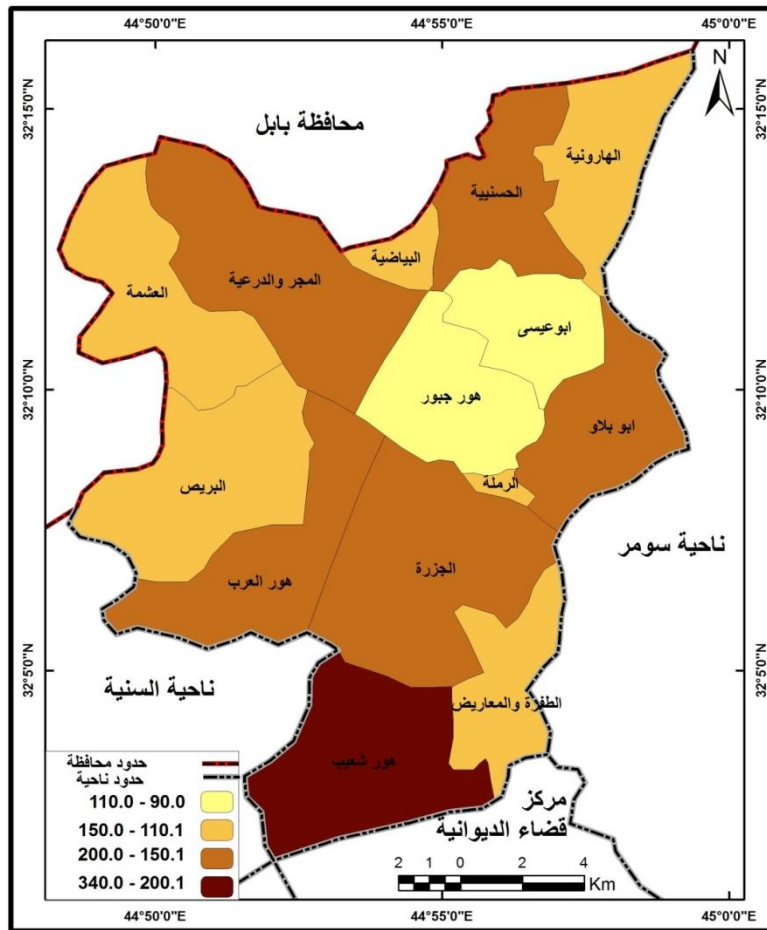 44°50'0"E
44°55'0"E
45°0'0"E
N
32°15'0"N
32°15'0"N
محافظة بابل
الهارونية
الحسنيية
البياضية
المجر والدرعية
العشمة
ابوعيسى
32°10'0"N
32°10'0"N
هور جبور
ابو بلاو
الرملة
البريص
ناحية سومر
الجزرة
هور العرب
32°5'0"N
32°5'0"N
ناحية السنية
الطفرة والمعاريض
هور شعيب
حدود محافظة
حدود ناحية
110.0 - 90.0
150.0 - 110.1
200.0 - 150.1
340.0 - 200.1
مركز
قضاء الديوانية
2 1 0 2 4
Km
44°50'0"E
44°55'0"E
45°0'0"E